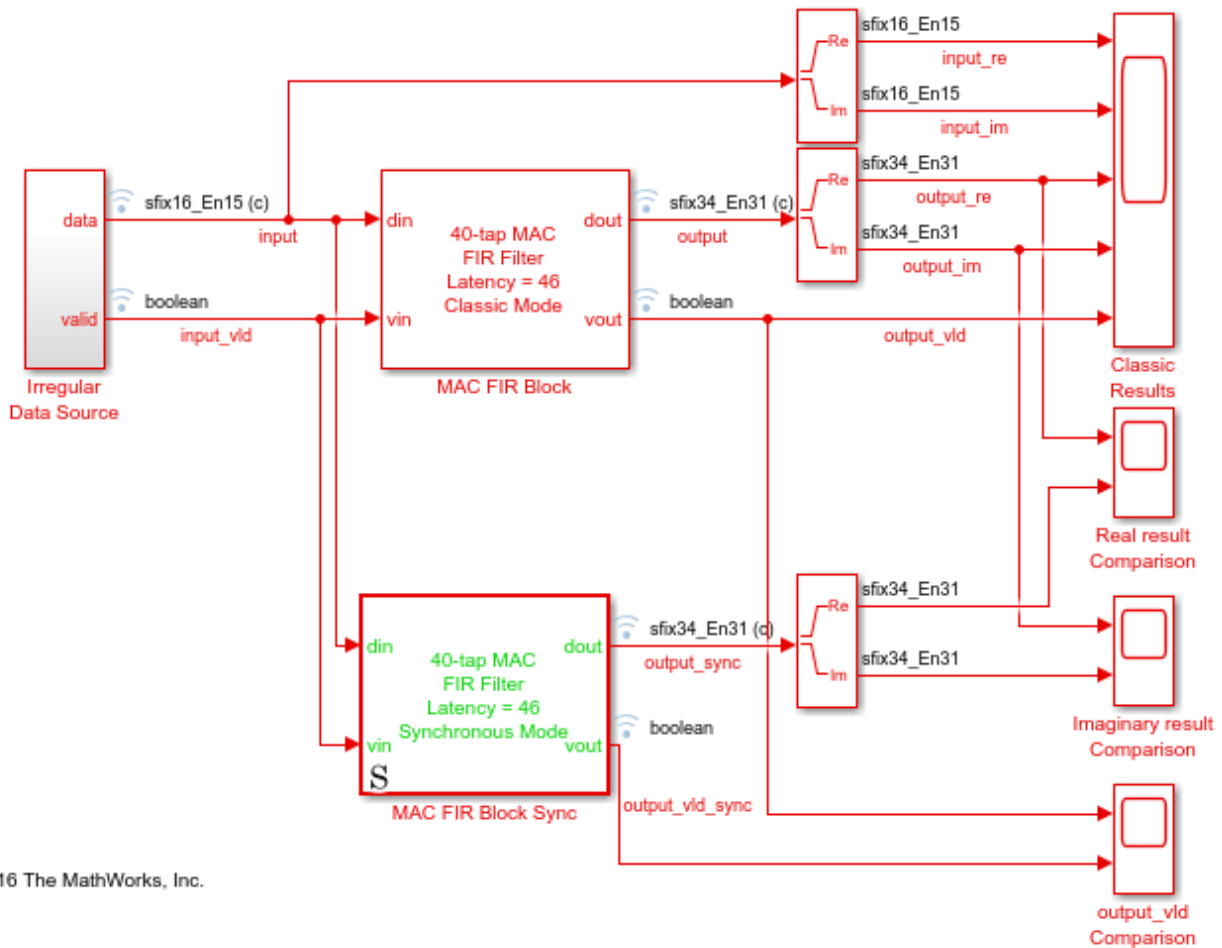 sfix16_En15
Re
input_re
sfix16_En15
Im
input_im
sfix34_En31
Re
output_re
sfix34_En31
Im
output_im
data
sfix16_En15 (c)
input
valid
boolean
input_vld
Irregular
Data Source
din
vin
40-tap MAC
FIR Filter
Latency = 46
Classic Mode
dout
vout
MAC FIR Block
sfix34_En31 (c)
output
boolean
output_vld
Classic
Results
Real result
Comparison
din
vin
40-tap MAC
FIR Filter
Latency = 46
Synchronous Mode
dout
vout
S
MAC FIR Block Sync
sfix34_En31 (c)
output_sync
boolean
output_vld_sync
sfix34_En31
Re
sfix34_En31
Im
Imaginary result
Comparison
output_vld
Comparison
16 The MathWorks, Inc.